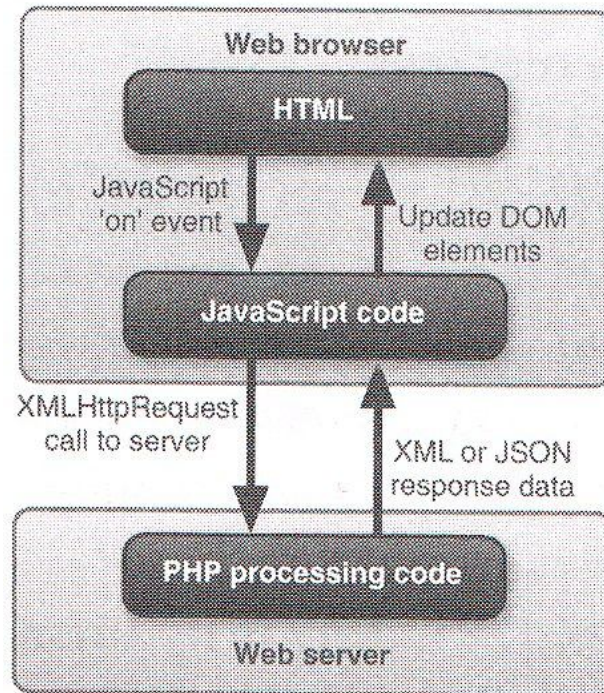 Web browser
HTML
JavaScript
'on' event
Update DOM
elements
JavaScript code
XMLHttpRequest
call to server
XML or JSON
response data
PHP processing code
Web server